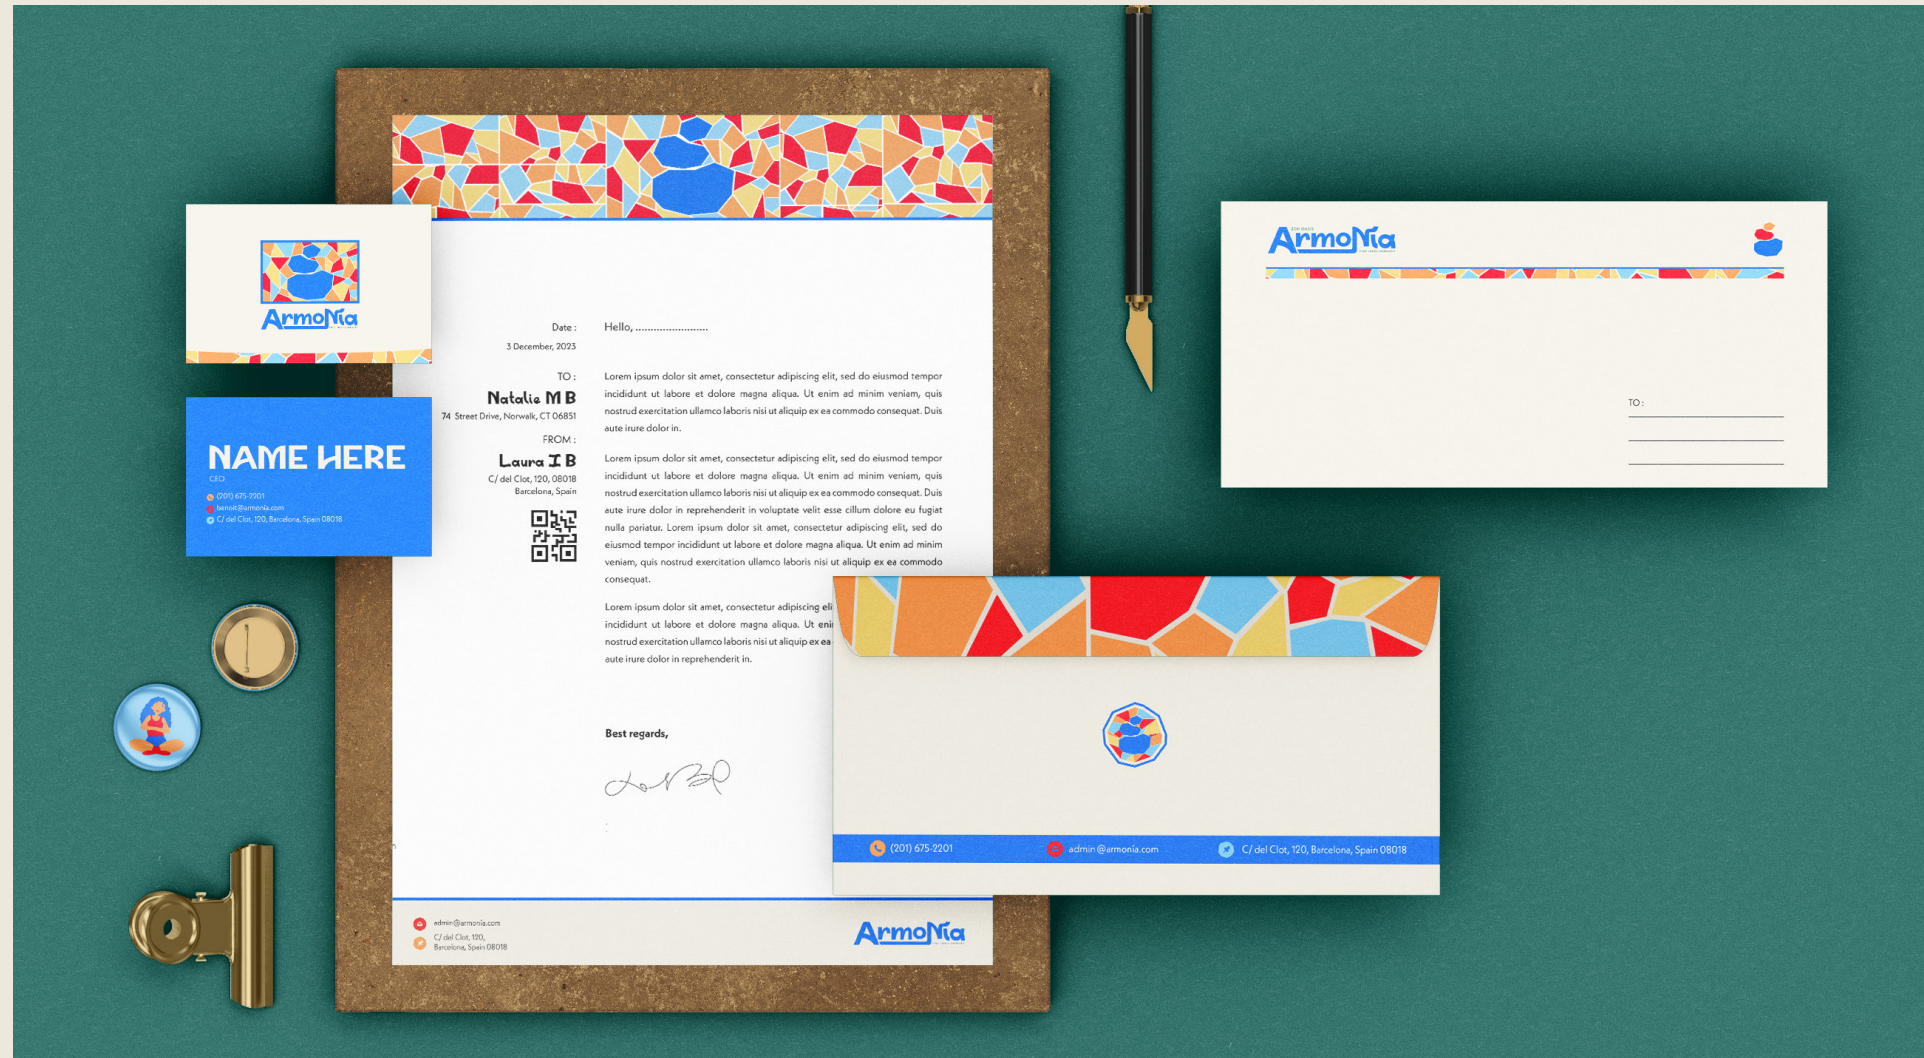 ArmoNía
NAME HERE
CEO
(201) 675-2201
benoit@armonía.com
C/ del Clot, 120, Barcelona, Spain 08018
Date :
3 December, 2023
TO :
Natalie M B
74 Street Drive, Norwalk, CT 06851
FROM :
Laura I B
C/ del Clot, 120, 08018
Barcelona, Spain
Hello, ........................
Lorem ipsum dolor sit amet, consectetur adipiscing elit, sed do eiusmod tempor
incididunt ut labore et dolore magna aliqua. Ut enim ad minim veniam, quis
nostrud exercitation ullamco laboris nisi ut aliquip ex ea commodo consequat. Duis
aute irure dolor in.
Lorem ipsum dolor sit amet, consectetur adipiscing elit, sed do eiusmod tempor
incididunt ut labore et dolore magna aliqua. Ut enim ad minim veniam, quis
nostrud exercitation ullamco laboris nisi ut aliquip ex ea commodo consequat. Duis
aute irure dolor in reprehenderit in voluptate velit esse cillum dolore eu fugiat
nulla pariatur. Lorem ipsum dolor sit amet, consectetur adipiscing elit, sed do
eiusmod tempor incididunt ut labore et dolore magna aliqua. Ut enim ad minim
veniam, quis nostrud exercitation ullamco laboris nisi ut aliquip ex ea commodo
consequat.
Lorem ipsum dolor sit amet, consectetur adipiscing eli
incididunt ut labore et dolore magna aliqua. Ut eni
nostrud exercitation ullamco laboris nisi ut aliquip ex ea
aute irure dolor in reprehenderit in.
Best regards,
admin@armonía.com
C/ del Clot, 120,
Barcelona, Spain 08018
ArmoNía
ArmoNía
TO :
(201) 675-2201
admin@armonía.com
C/ del Clot, 120, Barcelona, Spain 08018